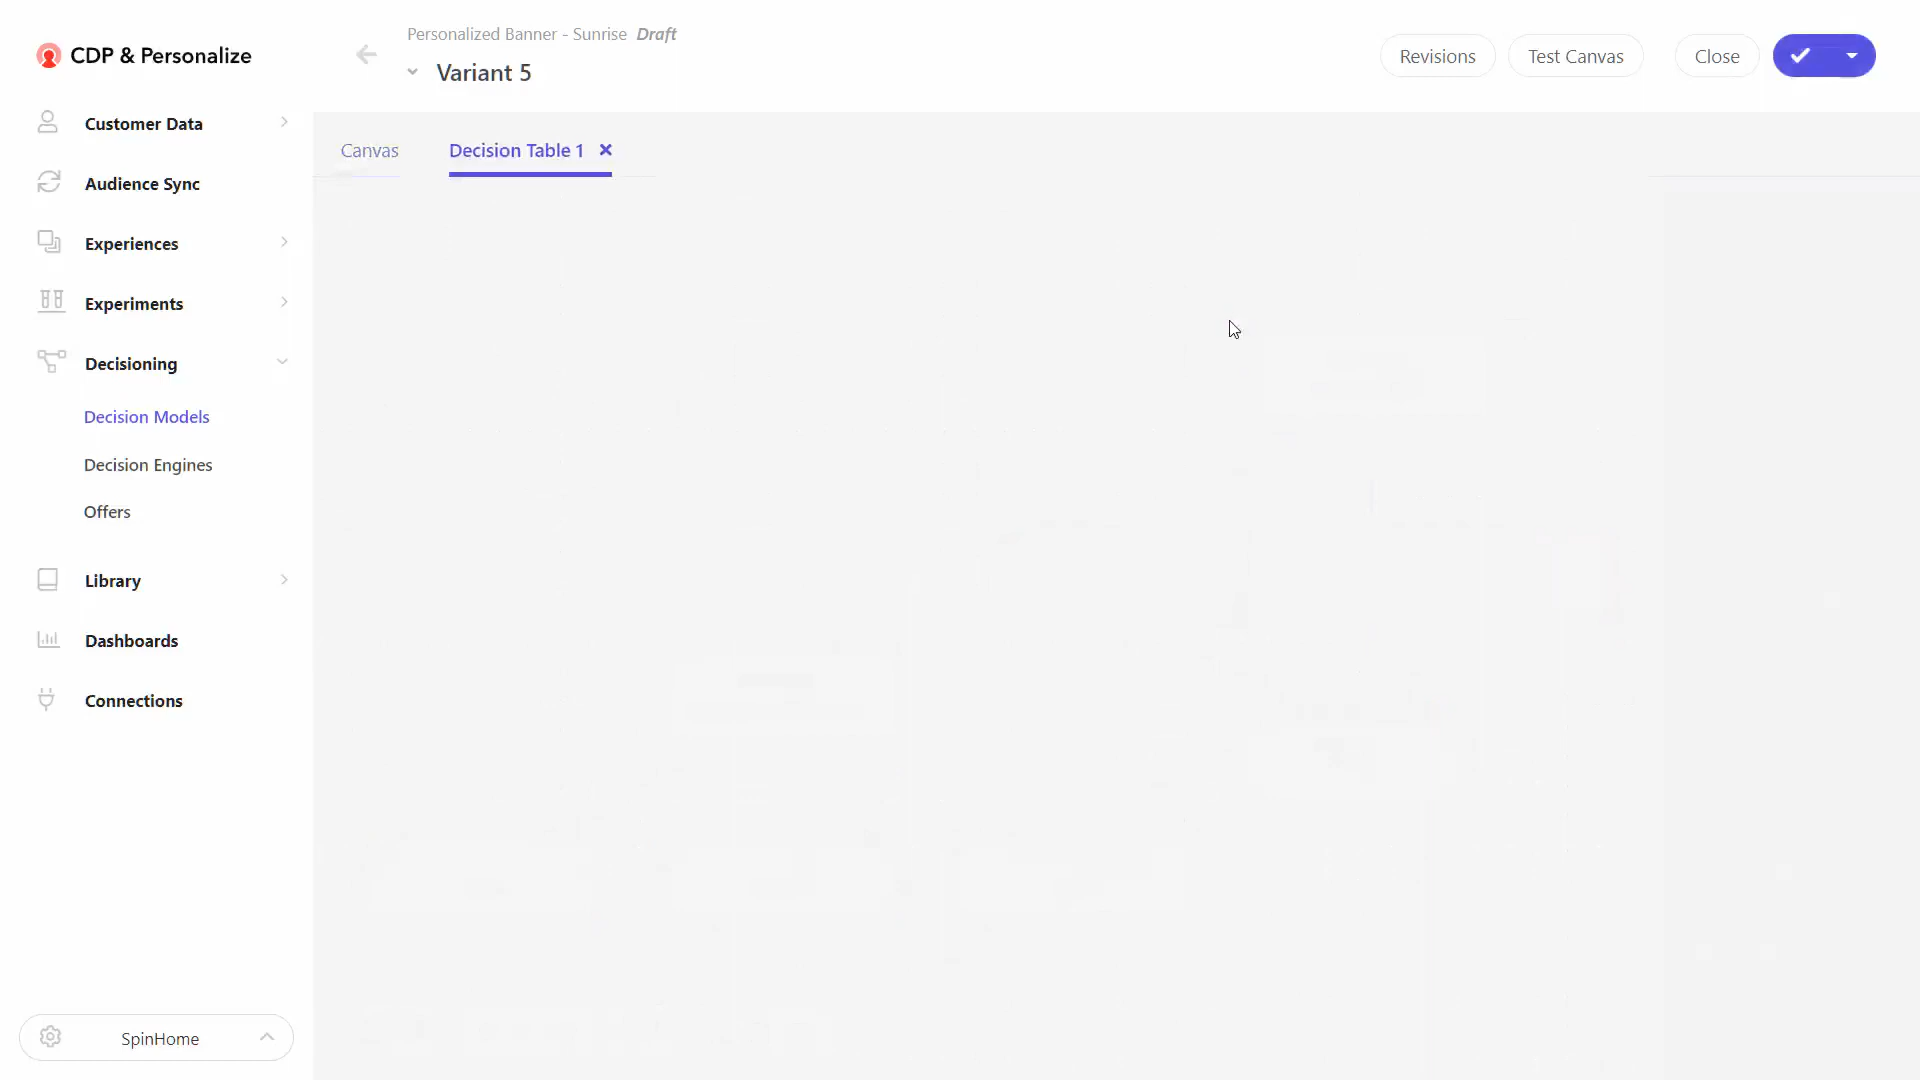 CDP & Personalize
Personalized Banner - Sunrise Draft
Variant 5
Revisions
Test Canvas
Close
Customer Data
Audience Sync
Experiences
Experiments
Decisioning
Decision Models
Decision Engines
Offers
Library
Dashboards
Connections
SpinHome
Canvas
Decision Table 1